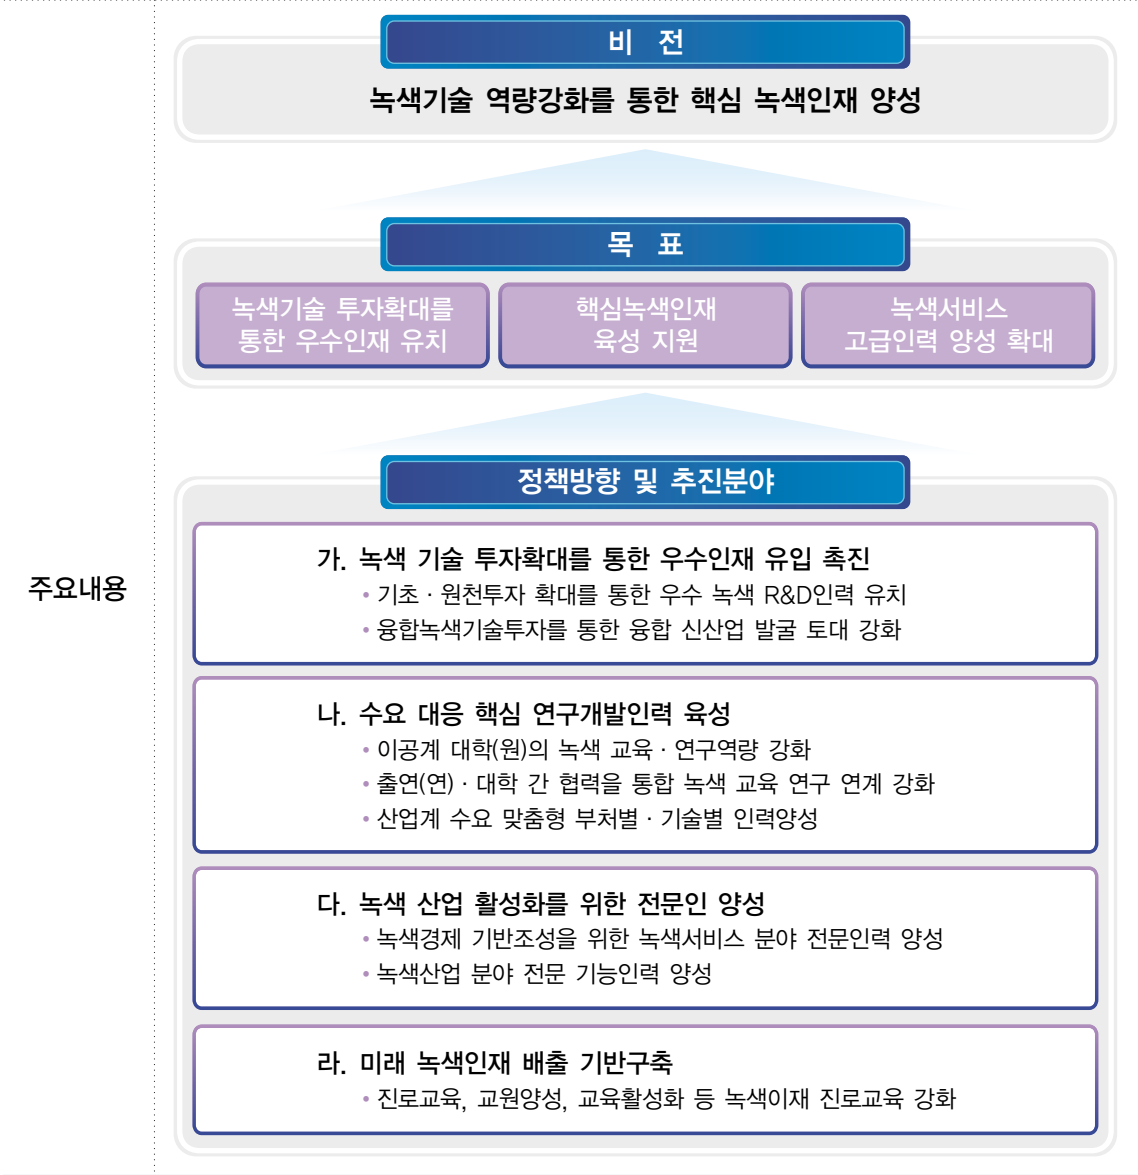 비 전
녹색기술 역량강화를 통한 핵심 녹색인재 양성
목 표
녹색기술 투자확대를
통한 우수인재 유치
핵심녹색인재
육성 지원
녹색서비스
고급인력 양성 확대
정책방향 및 추진분야
주요내용
가. 녹색 기술 투자확대를 통한 우수인재 유입 촉진
• 기초 · 원천투자 확대를 통한 우수 녹색 R&D인력 유치
• 융합녹색기술투자를 통한 융합 신산업 발굴 토대 강화
나. 수요 대응 핵심 연구개발인력 육성
• 이공계 대학(원)의 녹색 교육 · 연구역량 강화
• 출연(연) · 대학 간 협력을 통합 녹색 교육 연구 연계 강화
• 산업계 수요 맞춤형 부처별 · 기술별 인력양성
다. 녹색 산업 활성화를 위한 전문인 양성
• 녹색경제 기반조성을 위한 녹색서비스 분야 전문인력 양성
• 녹색산업 분야 전문 기능인력 양성
라. 미래 녹색인재 배출 기반구축
• 진로교육, 교원양성, 교육활성화 등 녹색이재 진로교육 강화